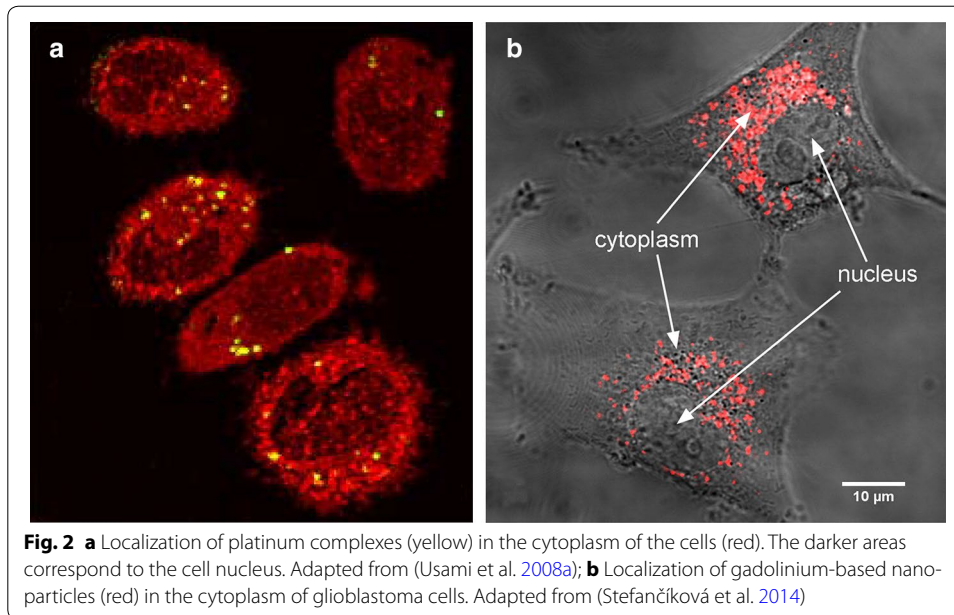 a
b
cytoplasm
nucleus
10 µm
Fig. 2 a Localization of platinum complexes (yellow) in the cytoplasm of the cells (red). The darker areas
correspond to the cell nucleus. Adapted from (Usami et al. 2008a); b Localization of gadolinium-based nano-
particles (red) in the cytoplasm of glioblastoma cells. Adapted from (Stefančíková et al. 2014)